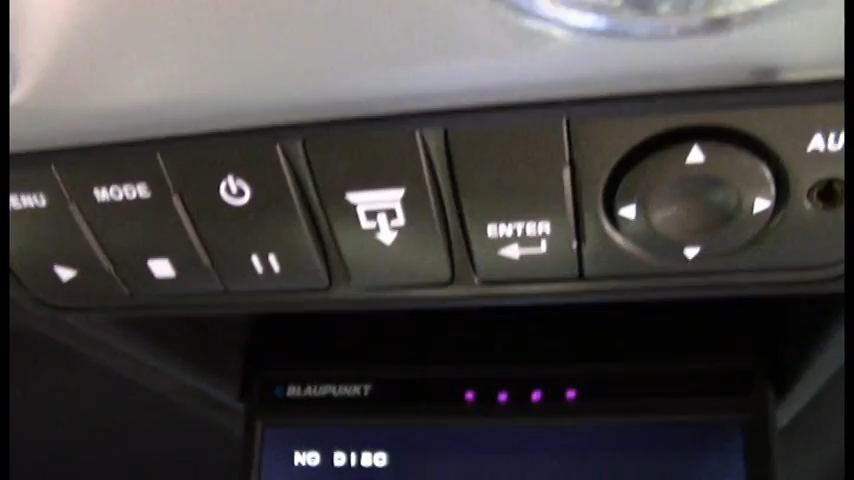 ENU
MODE
ENTER
AU
BLAUPUNKT
NO DISC